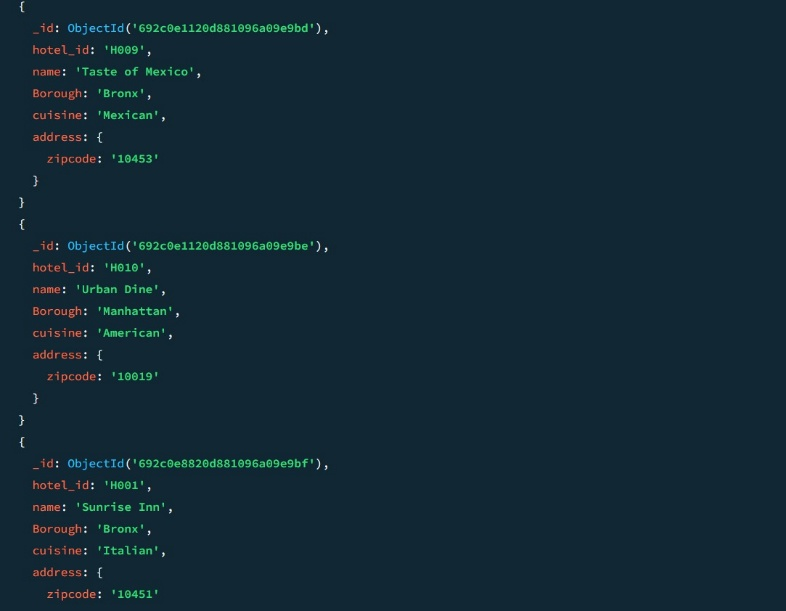 {
_id: ObjectId('692c0e1120d881096a09e9bd'),
hotel_id: 'H009',
name: 'Taste of Mexico',
Borough: 'Bronx',
cuisine: 'Mexican',
address: {
zipcode: '10453'
}
}
{
_id: ObjectId('692c0e1120d881096a09e9be'),
hotel_id: 'H010',
name: 'Urban Dine',
Borough: 'Manhattan',
cuisine: 'American',
address: {
zipcode: '10019'
}
}
{
_id: ObjectId('692c0e8820d881096a09e9bf'),
hotel_id: 'H001',
name: 'Sunrise Inn',
Borough: 'Bronx',
cuisine: 'Italian',
address: {
zipcode: '10451'